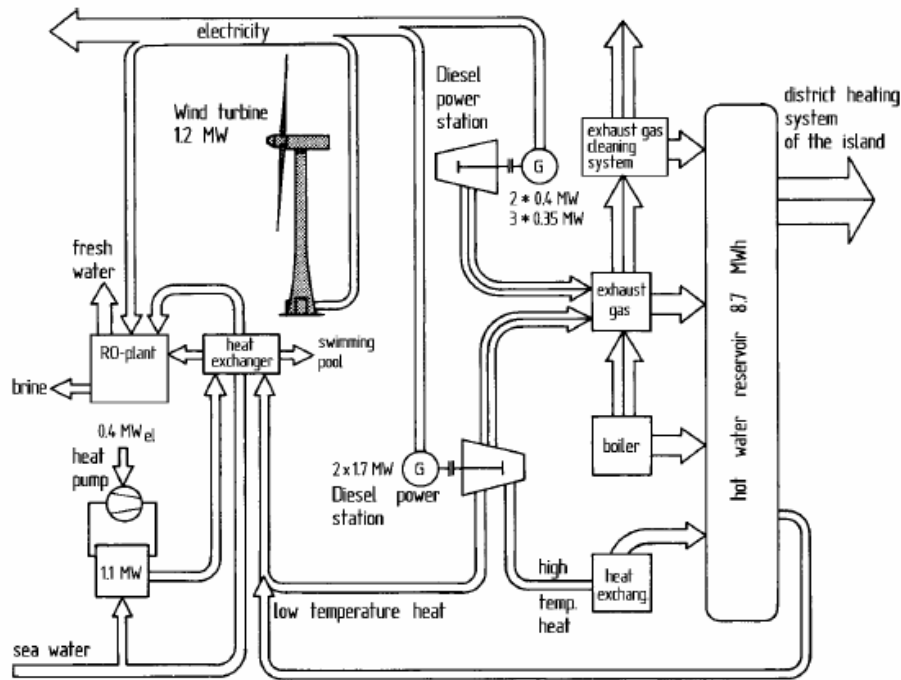 electricity
Wind turbine
1.2 MW
Diesel
power
station
G
2 * 0.4 MW
3 * 0.35 MW
exhaust gas
cleaning
system
district heating
system
of the island
fresh
water
RO-plant
brine
heat
exchanger
swimming
pool
exhaust
gas
hot water reservoir 8.7 MWh
0.4 MWel
heat
pump
1.1 MW
2 x 1.7 MW
G
power
Diesel
station
boiler
low temperature heat
high
temp.
heat
heat
exchang.
sea water